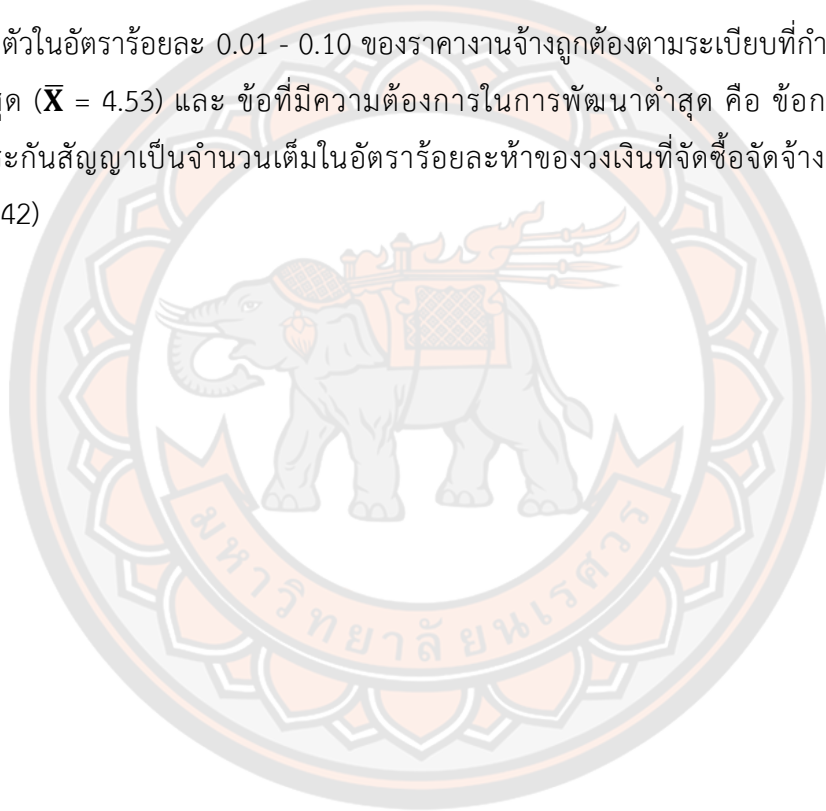 ตัวในอัตราร้อยละ 0.01 - 0.10 ของราคางานจ้างถูกต้องตามระเบียบที่กำ
สุด (X̅ = 4.53) และ ข้อที่มีความต้องการในการพัฒนาต่ำสุด คือ ข้อก
ระกันสัญญาเป็นจำนวนเต็มในอัตราร้อยละห้าของวงเงินที่จัดซื้อจัดจ้าง
42)
มหาวิทยาลัยนเรศวร